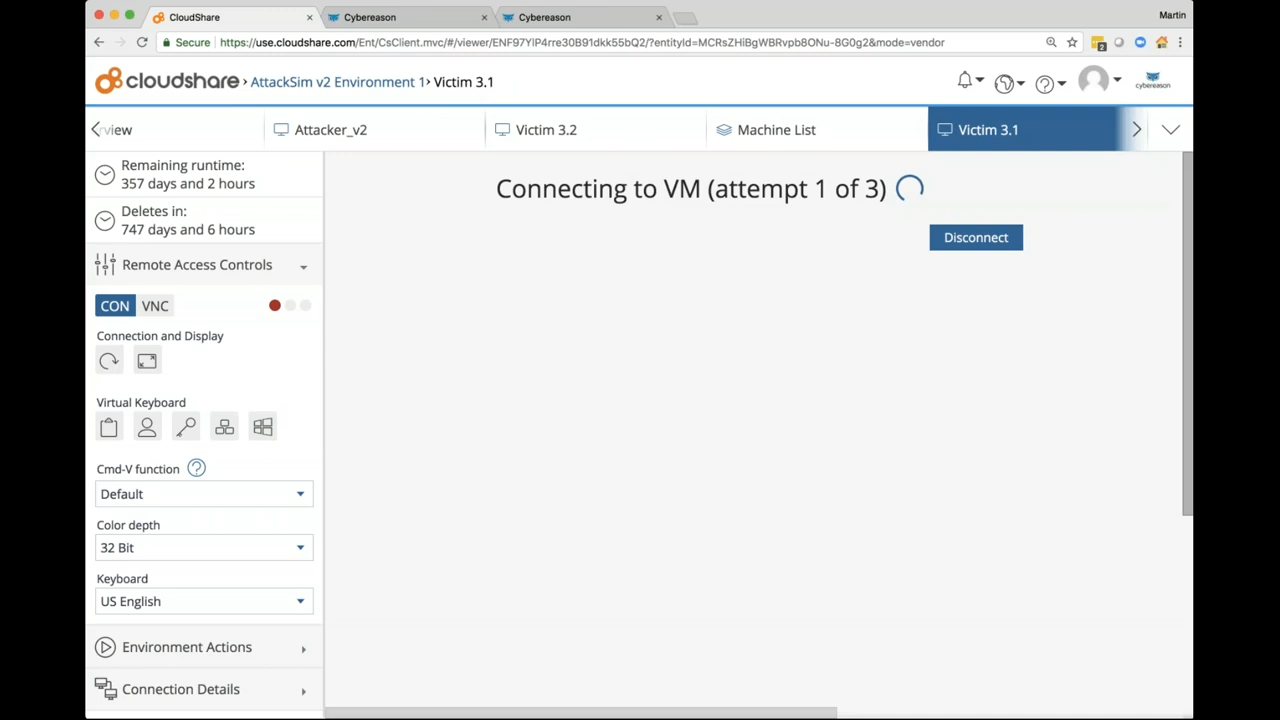 CloudShare
Cybereason
Cybereason
Martin
Secure
https://use.cloudshare.com/Ent/CsClient.mvc/#/viewer/ENF97YlP4rre30B91dkk55bQ2/?entityId=MCRsZHiBgWBRvpb8ONu-8G0g2&mode=vendor
2
cloudshare › AttackSim v2 Environment 1 › Victim 3.1
cybereason
rview
Attacker_v2
Victim 3.2
Machine List
Victim 3.1
Remaining runtime:
357 days and 2 hours
Deletes in:
747 days and 6 hours
Remote Access Controls
CON VNC
Connection and Display
Virtual Keyboard
Cmd-V function ?
Default
Color depth
32 Bit
Keyboard
US English
Environment Actions
Connection Details
Connecting to VM (attempt 1 of 3)
Disconnect